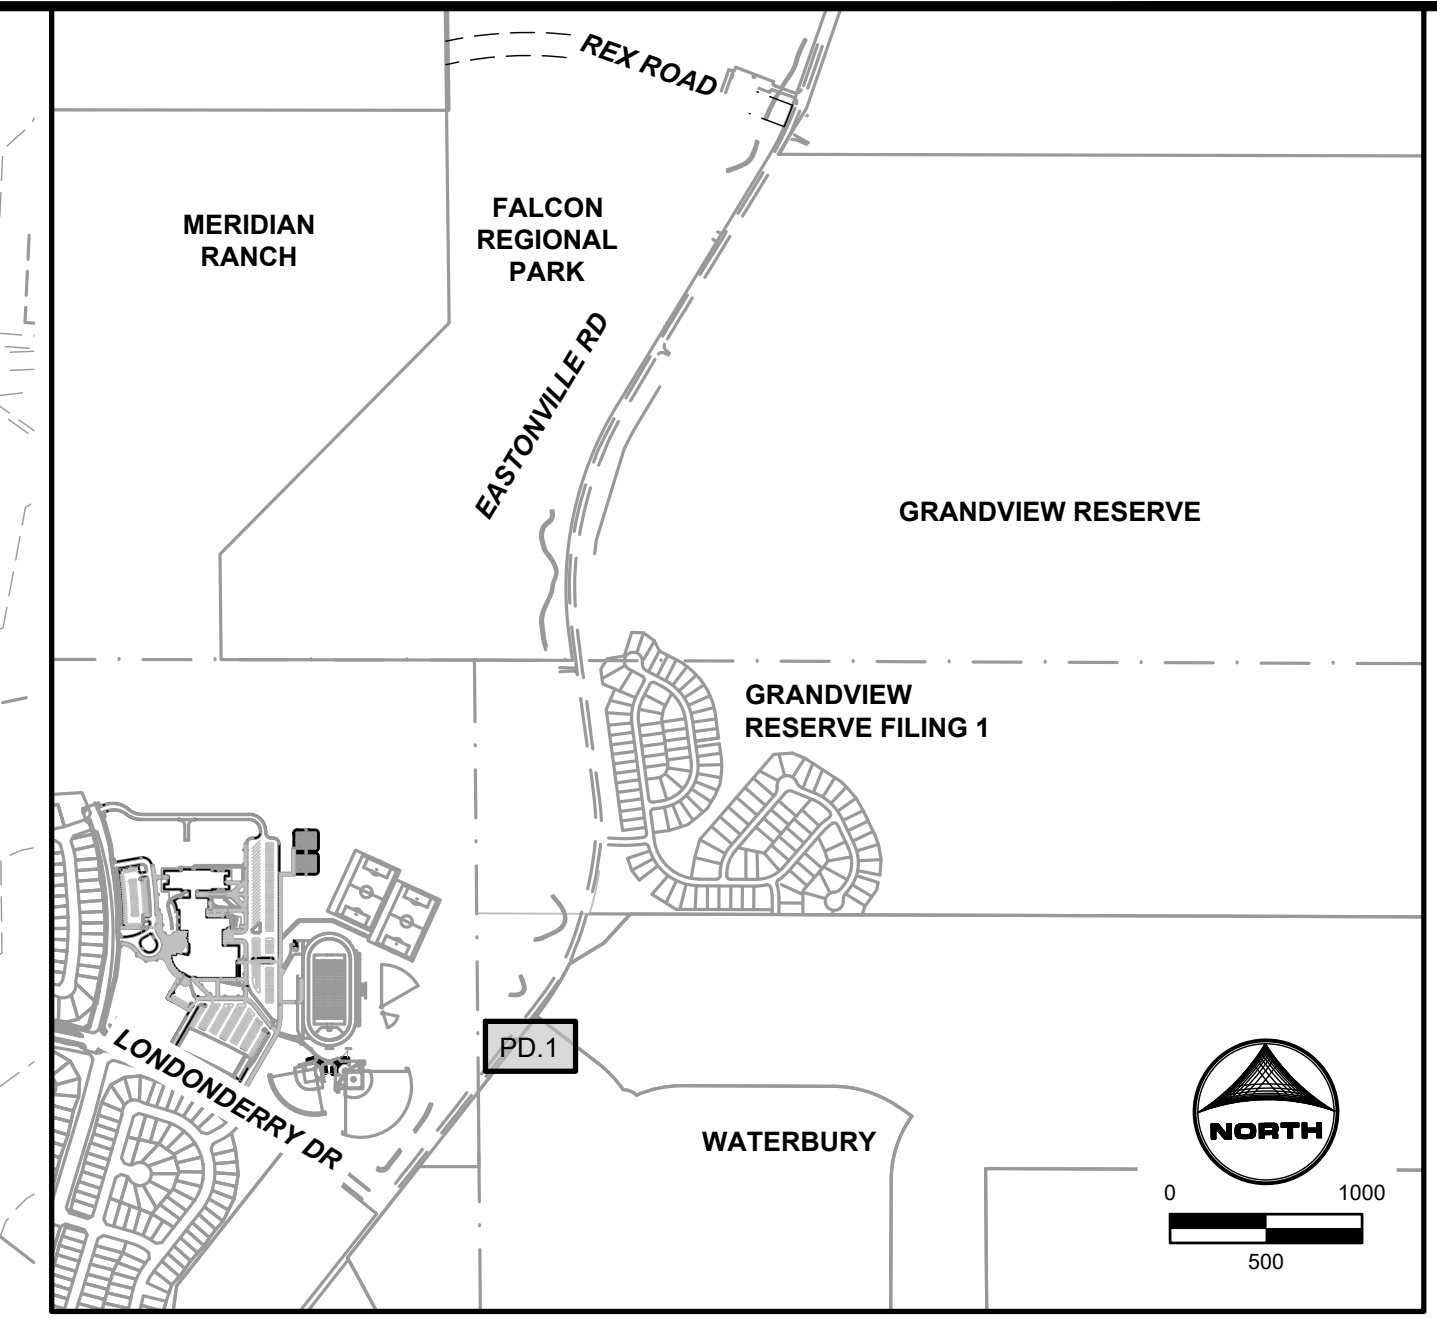 REX ROAD
MERIDIAN
RANCH
FALCON
REGIONAL
PARK
EASTONVILLE RD
GRANDVIEW RESERVE
GRANDVIEW
RESERVE FILING 1
PD.1
LONDONDERRY DR
WATERBURY
NORTH
0 1000
500